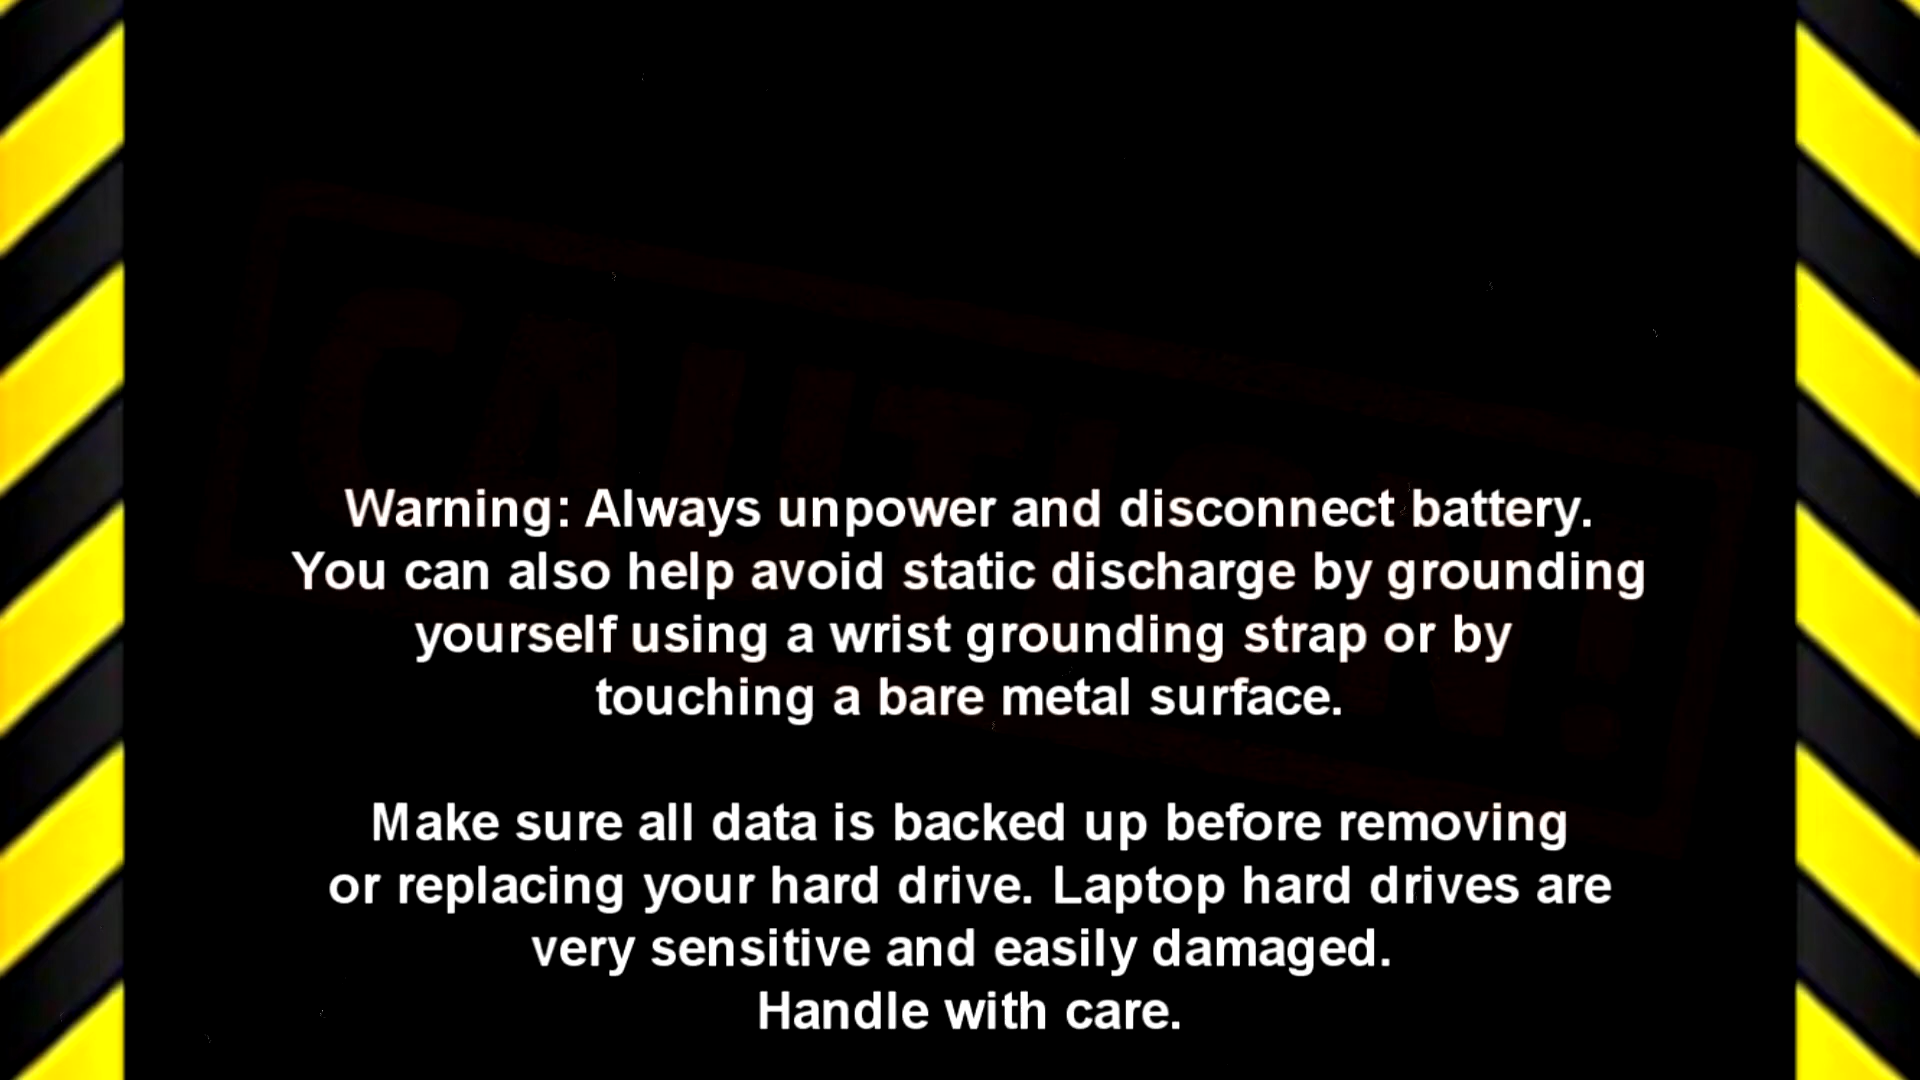 CAUTION!
Warning: Always unpower and disconnect battery.
You can also help avoid static discharge by grounding
yourself using a wrist grounding strap or by
touching a bare metal surface.
Make sure all data is backed up before removing
or replacing your hard drive. Laptop hard drives are
very sensitive and easily damaged.
Handle with care.